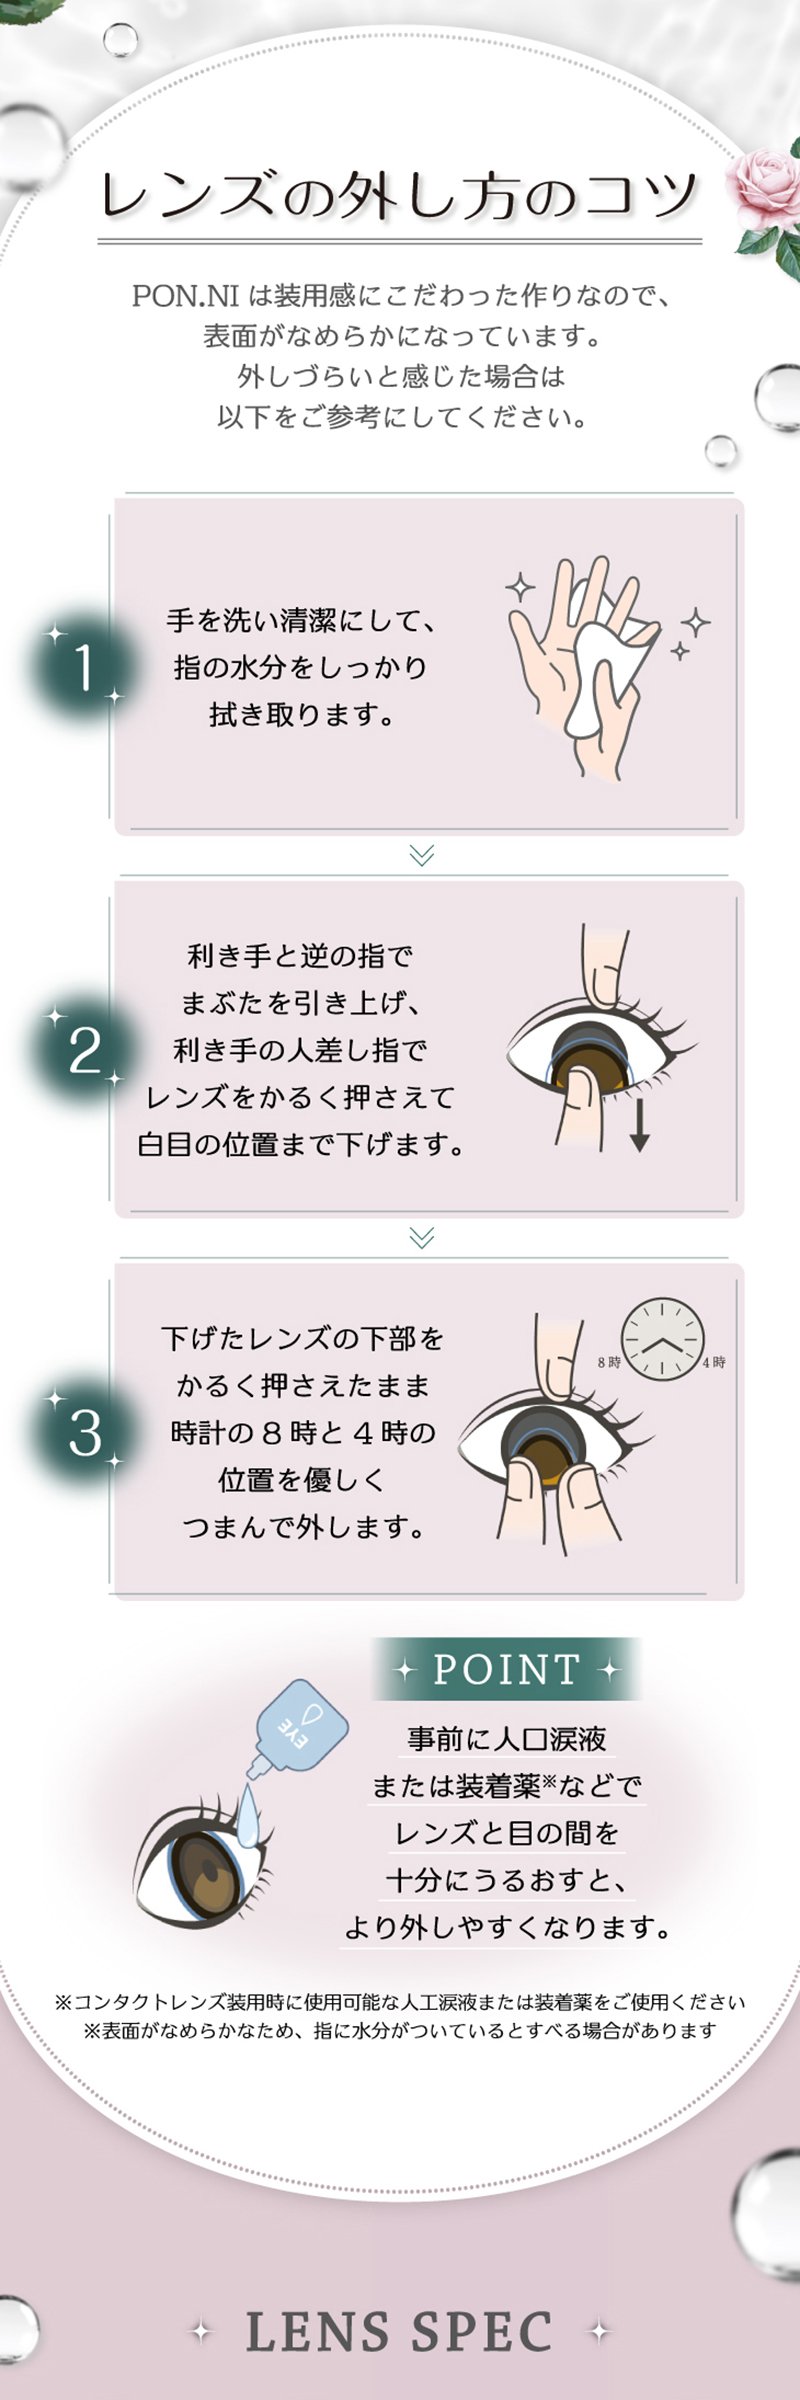 レンズの外し方のコツ
PON.NI は装用感にこだわった作りなので、
表面がなめらかになっています。
外しづらいと感じた場合は
以下をご参考にしてください。
1
手を洗い清潔にして、
指の水分をしっかり
拭き取ります。
2
利き手と逆の指で
まぶたを引き上げ、
利き手の人差し指で
レンズをかるく押さえて
白目の位置まで下げます。
3
下げたレンズの下部を
かるく押さえたまま
時計の 8 時と 4 時の
位置を優しく
つまんで外します。
8時
4時
POINT
EYE
事前に人口涙液
または装着薬※などで
レンズと目の間を
十分にうるおすと、
より外しやすくなります。
※コンタクトレンズ装用時に使用可能な人工涙液または装着薬をご使用ください
※表面がなめらかなため、指に水分がついているとすべる場合があります
LENS SPEC